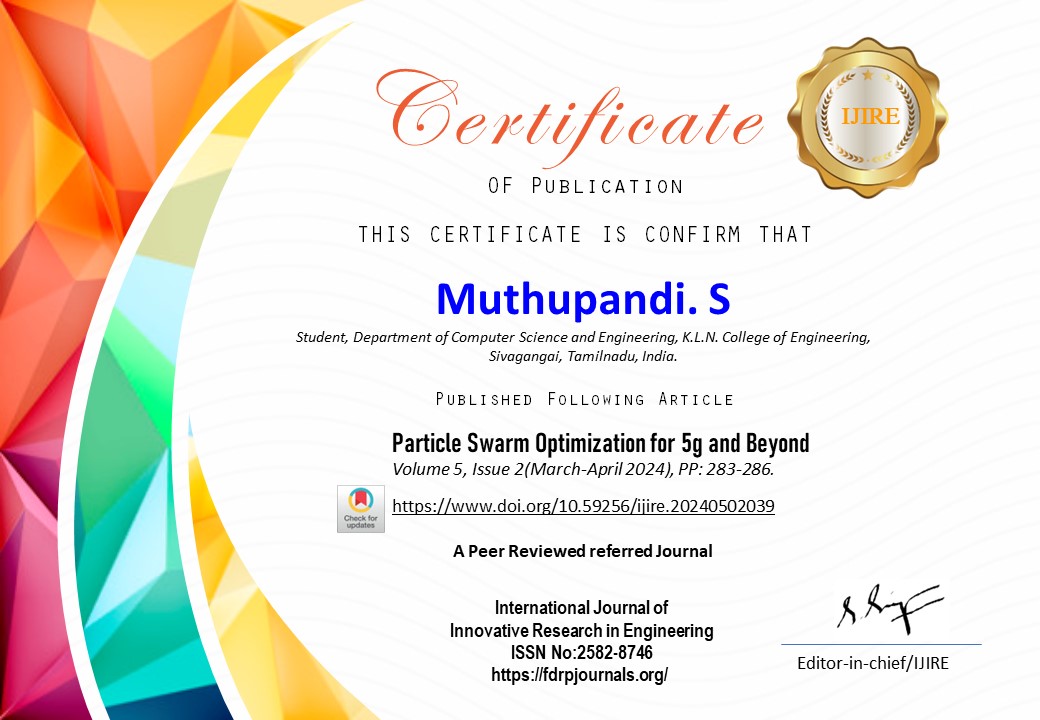 Certificate
IJIRE
OF PUBLICATION
THIS CERTIFICATE IS CONFIRM THAT
Muthupandi. S
Student, Department of Computer Science and Engineering, K.L.N. College of Engineering,
Sivagangai, Tamilnadu, India.
PUBLISHED FOLLOWING ARTICLE
Particle Swarm Optimization for 5g and Beyond
Volume 5, Issue 2(March-April 2024), PP: 283-286.
Check for
updates
https://www.doi.org/10.59256/ijire.20240502039
A Peer Reviewed referred Journal
International Journal of
Innovative Research in Engineering
ISSN No:2582-8746
https://fdrpjournals.org/
Editor-in-chief/IJIRE